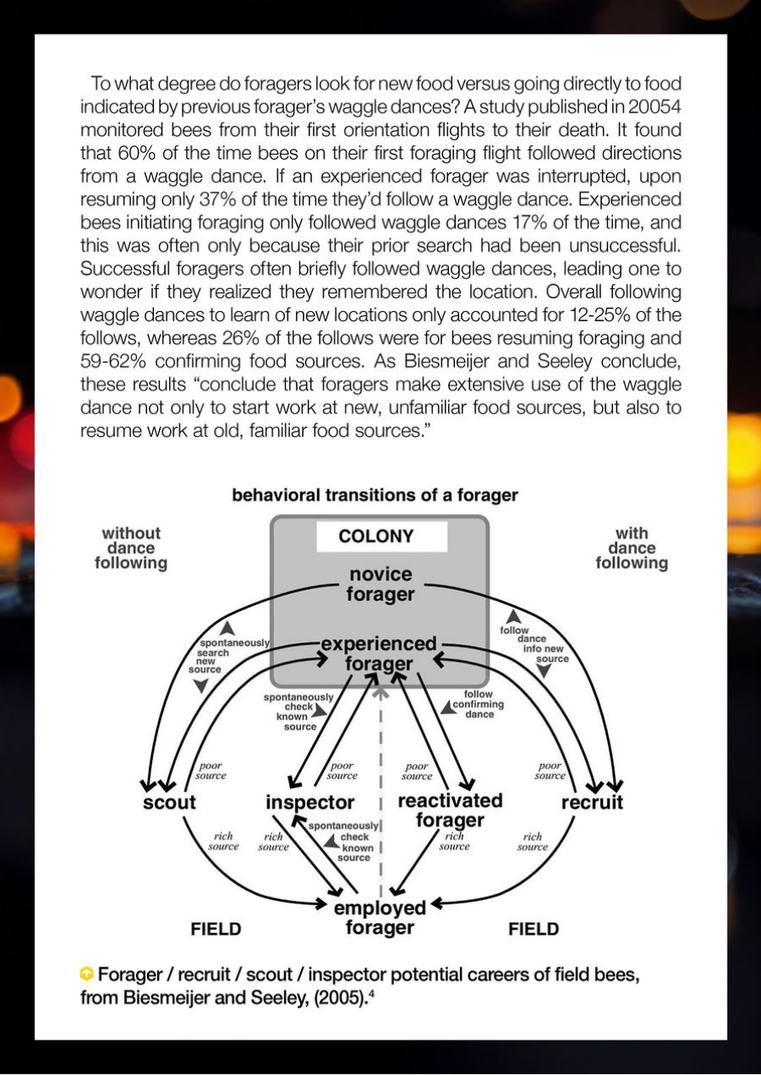 To what degree do foragers look for new food versus going directly to food
indicated by previous forager's waggle dances? A study published in 20054
monitored bees from their first orientation flights to their death. It found
that 60% of the time bees on their first foraging flight followed directions
from a waggle dance. If an experienced forager was interrupted, upon
resuming only 37% of the time they'd follow a waggle dance. Experienced
bees initiating foraging only followed waggle dances 17% of the time, and
this was often only because their prior search had been unsuccessful.
Successful foragers often briefly followed waggle dances, leading one to
wonder if they realized they remembered the location. Overall following
waggle dances to learn of new locations only accounted for 12-25% of the
follows, whereas 26% of the follows were for bees resuming foraging and
59-62% confirming food sources. As Biesmeijer and Seeley conclude,
these results “conclude that foragers make extensive use of the waggle
dance not only to start work at new, unfamiliar food sources, but also to
resume work at old, familiar food sources.”
behavioral transitions of a forager
without
dance
following
COLONY
with
dance
following
novice
forager
spontaneously
search
new
source
experienced
forager
follow
dance
info new
source
spontaneously
check
known
source
follow
confirming
dance
poor
source
poor
source
poor
source
poor
source
scout
inspector
reactivated
forager
recruit
rich
source
rich
source
spontaneously
check
known
source
rich
source
rich
source
FIELD
employed
forager
FIELD
Forager / recruit / scout / inspector potential careers of field bees,
from Biesmeijer and Seeley, (2005).⁴